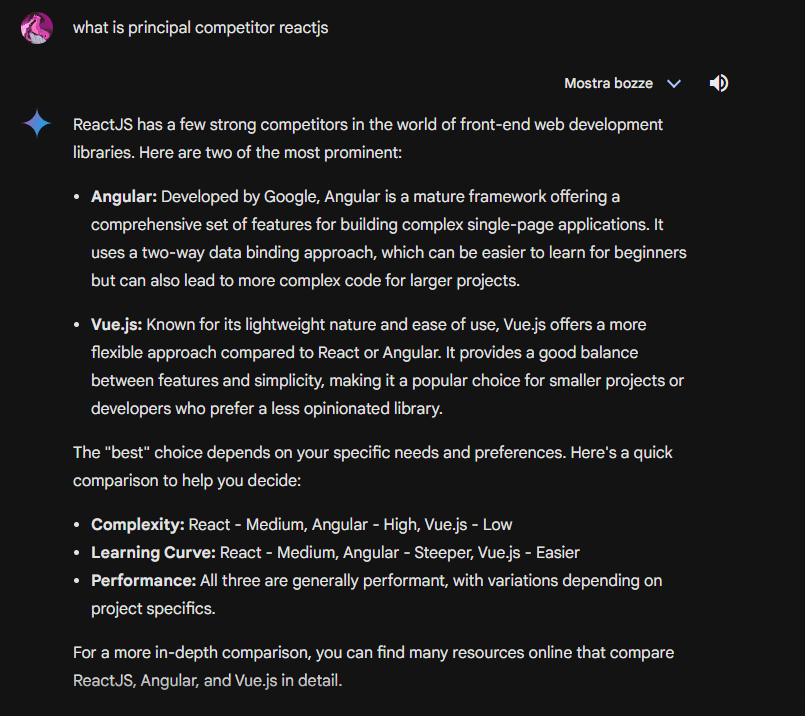 what is principal competitor reactjs
Mostra bozze
ReactJS has a few strong competitors in the world of front-end web development
libraries. Here are two of the most prominent:
• Angular: Developed by Google, Angular is a mature framework offering a
comprehensive set of features for building complex single-page applications. It
uses a two-way data binding approach, which can be easier to learn for beginners
but can also lead to more complex code for larger projects.
• Vue.js: Known for its lightweight nature and ease of use, Vue.js offers a more
flexible approach compared to React or Angular. It provides a good balance
between features and simplicity, making it a popular choice for smaller projects or
developers who prefer a less opinionated library.
The "best" choice depends on your specific needs and preferences. Here's a quick
comparison to help you decide:
• Complexity: React - Medium, Angular - High, Vue.js - Low
• Learning Curve: React - Medium, Angular - Steeper, Vue.js - Easier
• Performance: All three are generally performant, with variations depending on
project specifics.
For a more in-depth comparison, you can find many resources online that compare
ReactJS, Angular, and Vue.js in detail.